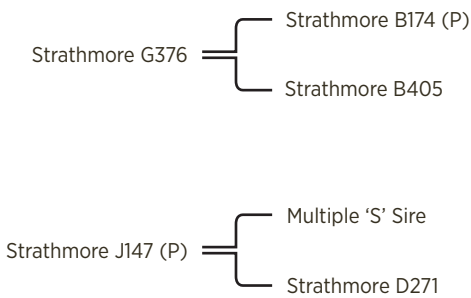 Strathmore B174 (P)
Strathmore G376
Strathmore B405
Multiple ‘S’ Sire
Strathmore J147 (P)
Strathmore D271